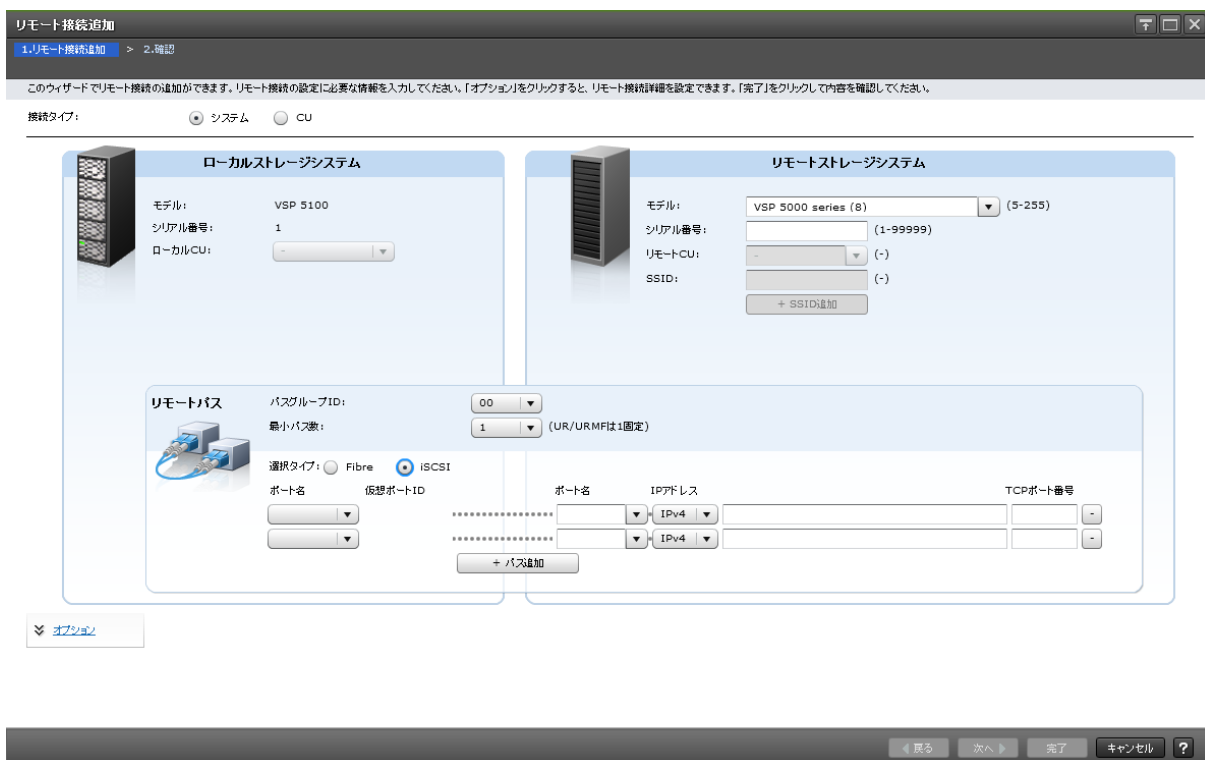 リモート接続追加
1.リモート接続追加 > 2.確認
このウィザードでリモート接続の追加ができます。リモート接続の設定に必要な情報を入力してください。「オプション」をクリックすると、リモート接続詳細を設定できます。「完了」をクリックして内容を確認してください。
接続タイプ: システム CU
ローカルストレージシステム
モデル: VSP 5100
シリアル番号: 1
ローカルCU: -
リモートストレージシステム
モデル: VSP 5000 series (8) (5-255)
シリアル番号: (1-99999)
リモートCU: - (-)
SSID: (-)
+ SSID追加
リモートパス パスグループID: 00
最小パス数: 1 (UR/URMFは1固定)
選択タイプ: Fibre iSCSI
ポート名 仮想ポートID ポート名 IPアドレス TCPポート番号
IPv4 -
IPv4 -
+ パス追加
オプション
戻る 次へ 完了 キャンセル ?